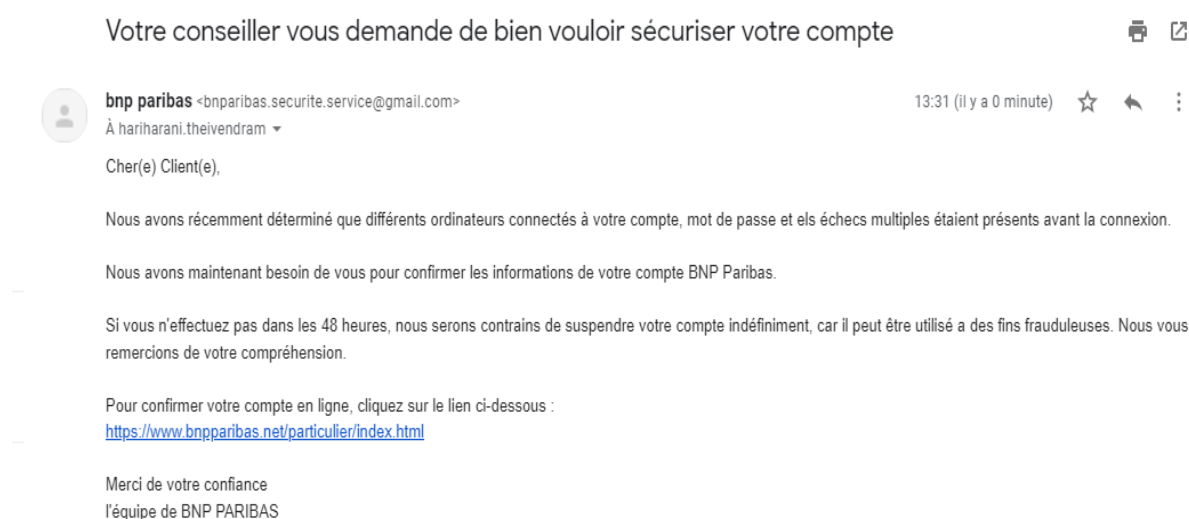 Votre conseiller vous demande de bien vouloir sécuriser votre compte
bnp paribas <bnparibas.securite.service@gmail.com>
13:31 (il y a 0 minute)
À hariharani.theivendram
Cher(e) Client(e),
Nous avons récemment déterminé que différents ordinateurs connectés à votre compte, mot de passe et els échecs multiples étaient présents avant la connexion.
Nous avons maintenant besoin de vous pour confirmer les informations de votre compte BNP Paribas.
Si vous n'effectuez pas dans les 48 heures, nous serons contrains de suspendre votre compte indéfiniment, car il peut être utilisé a des fins frauduleuses. Nous vous
remercions de votre compréhension.
Pour confirmer votre compte en ligne, cliquez sur le lien ci-dessous :
https://www.bnpparibas.net/particulier/index.html
Merci de votre confiance
l'équipe de BNP PARIBAS